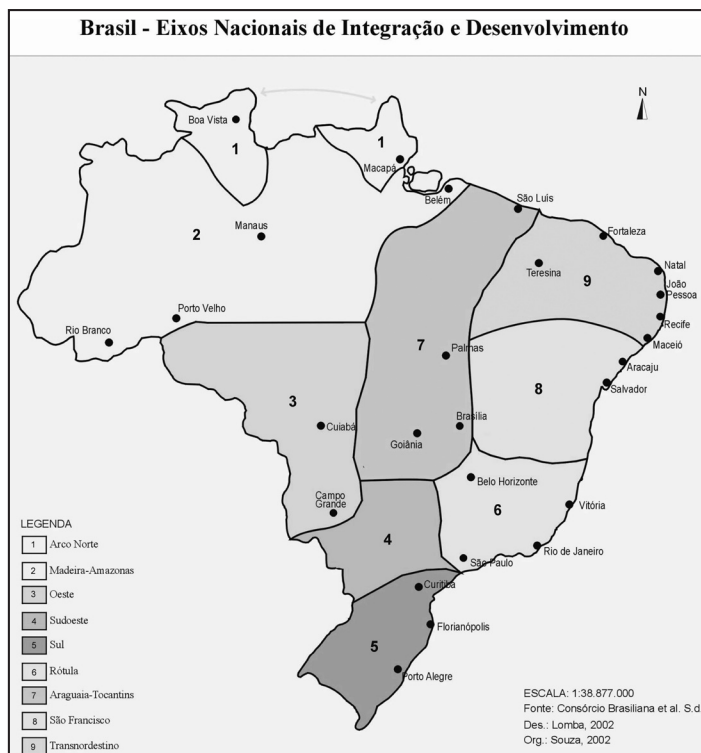 Brasil - Eixos Nacionais de Integração e Desenvolvimento
N
Boa Vista
1
1
Macapá
Belém
São Luís
Fortaleza
Manaus
2
Teresina
9
Natal
João
Pessoa
Porto Velho
Recife
Rio Branco
7
Palmas
Maceió
Aracaju
8
Salvador
3
Cuiabá
Brasília
Goiânia
Belo Horizonte
Campo
Grande
6
Vitória
4
São Paulo
Rio de Janeiro
Curitiba
Florianópolis
5
Porto Alegre
LEGENDA
1 Arco Norte
2 Madeira-Amazonas
3 Oeste
4 Sudoeste
5 Sul
6 Rótula
7 Araguaia-Tocantins
8 São Francisco
9 Transnordestino
ESCALA: 1:38.877.000
Fonte: Consórcio Brasiliana et al. S.d.
Des.: Lomba, 2002
Org.: Souza, 2002